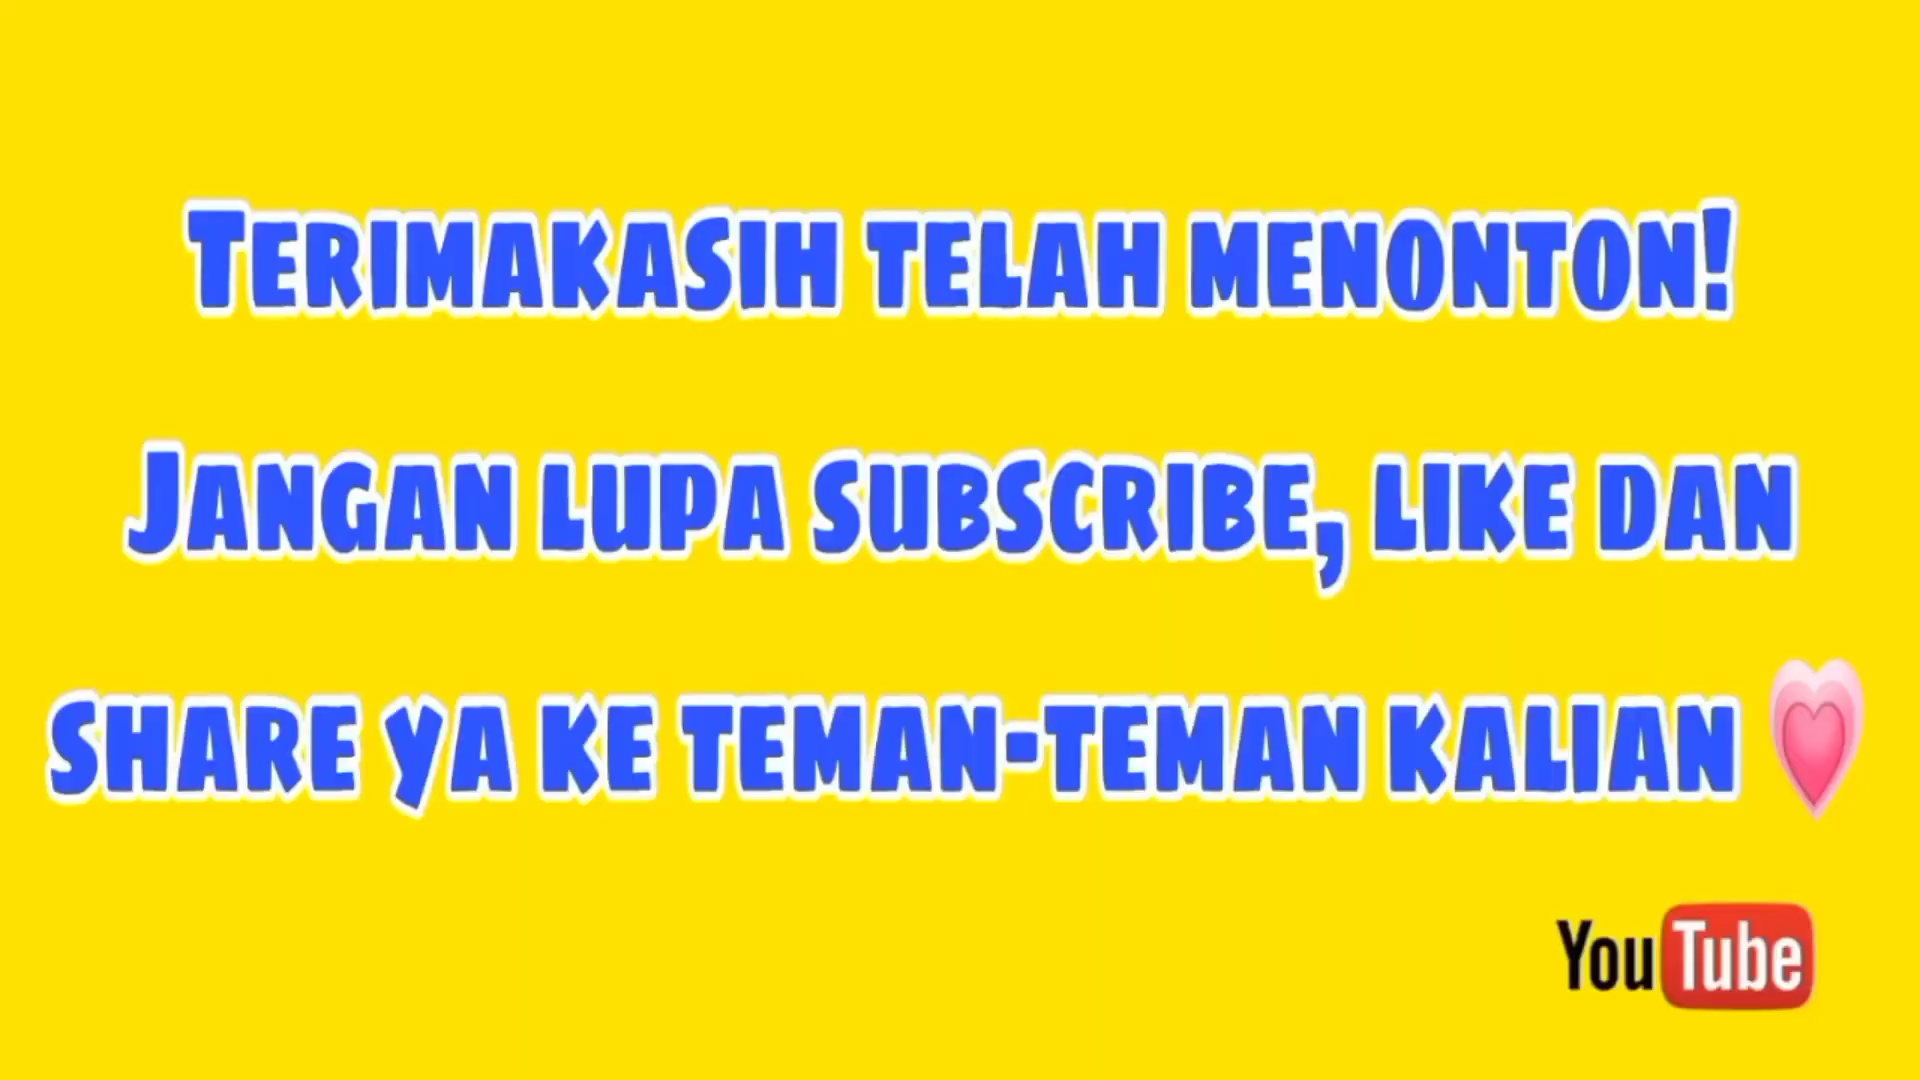 Terimakasih telah menonton!
Jangan lupa subscribe, like dan
share ya ke teman-teman kalian 💗
YouTube